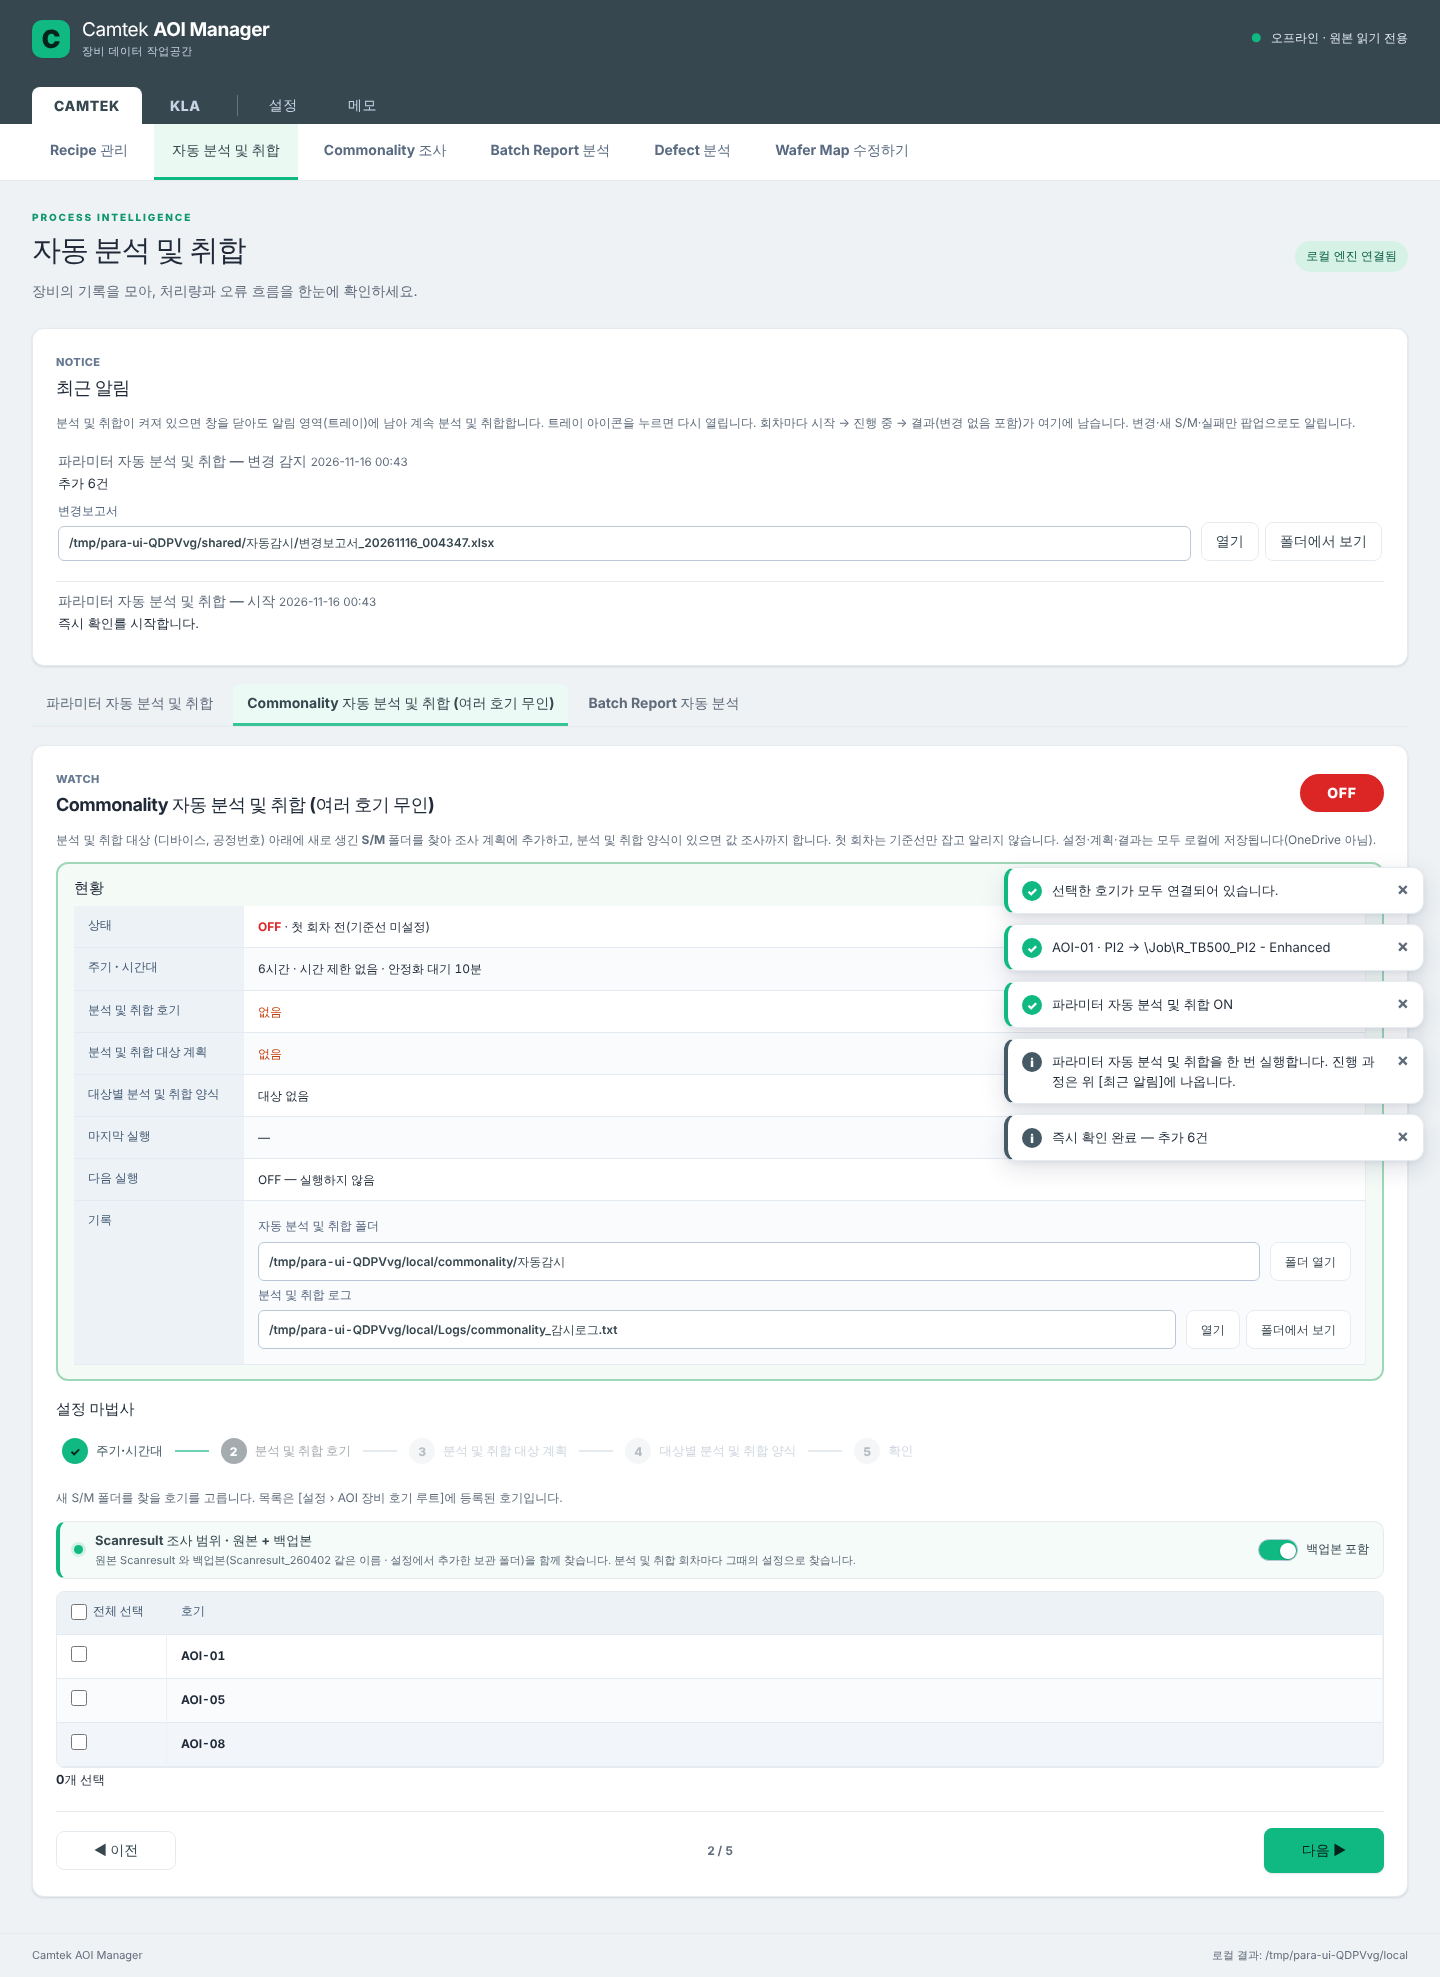 C
Camtek AOI Manager
장비 데이터 작업공간
오프라인 · 원본 읽기 전용
CAMTEK
KLA
설정
메모
Recipe 관리
자동 분석 및 취합
Commonality 조사
Batch Report 분석
Defect 분석
Wafer Map 수정하기
PROCESS INTELLIGENCE
자동 분석 및 취합
로컬 엔진 연결됨
장비의 기록을 모아, 처리량과 오류 흐름을 한눈에 확인하세요.
NOTICE
최근 알림
분석 및 취합이 켜져 있으면 창을 닫아도 알림 영역(트레이)에 남아 계속 분석 및 취합합니다. 트레이 아이콘을 누르면 다시 열립니다. 회차마다 시작 → 진행 중 → 결과(변경 없음 포함)가 여기에 남습니다. 변경·새 S/M·실패만 팝업으로도 알립니다.
파라미터 자동 분석 및 취합 — 변경 감지 2026-11-16 00:43
추가 6건
변경보고서
/tmp/para-ui-QDPVvg/shared/자동감시/변경보고서_20261116_004347.xlsx
열기
폴더에서 보기
파라미터 자동 분석 및 취합 — 시작 2026-11-16 00:43
즉시 확인를 시작합니다.
파라미터 자동 분석 및 취합
Commonality 자동 분석 및 취합 (여러 호기 무인)
Batch Report 자동 분석
WATCH
Commonality 자동 분석 및 취합 (여러 호기 무인)
OFF
분석 및 취합 대상 (디바이스, 공정번호) 아래에 새로 생긴 S/M 폴더를 찾아 조사 계획에 추가하고, 분석 및 취합 양식이 있으면 값 조사까지 합니다. 첫 회차는 기준선만 잡고 알리지 않습니다. 설정·계획·결과는 모두 로컬에 저장됩니다(OneDrive 아님).
현황
상태
OFF · 첫 회차 전(기준선 미설정)
주기 · 시간대
6시간 · 시간 제한 없음 · 안정화 대기 10분
분석 및 취합 호기
없음
분석 및 취합 대상 계획
없음
대상별 분석 및 취합 양식
대상 없음
마지막 실행
—
다음 실행
OFF — 실행하지 않음
기록
자동 분석 및 취합 폴더
/tmp/para-ui-QDPVvg/local/commonality/자동감시
폴더 열기
분석 및 취합 로그
/tmp/para-ui-QDPVvg/local/Logs/commonality_감시로그.txt
열기
폴더에서 보기
선택한 호기가 모두 연결되어 있습니다.
AOI-01 · PI2 → \Job\R_TB500_PI2 - Enhanced
파라미터 자동 분석 및 취합 ON
파라미터 자동 분석 및 취합을 한 번 실행합니다. 진행 과
정은 위 [최근 알림]에 나옵니다.
즉시 확인 완료 — 추가 6건
설정 마법사
주기·시간대
2 분석 및 취합 호기
3 분석 및 취합 대상 계획
4 대상별 분석 및 취합 양식
5 확인
새 S/M 폴더를 찾을 호기를 고릅니다. 목록은 [설정 › AOI 장비 호기 루트]에 등록된 호기입니다.
Scanresult 조사 범위 · 원본 + 백업본
원본 Scanresult 와 백업본(Scanresult_260402 같은 이름 · 설정에서 추가한 보관 폴더)을 함께 찾습니다. 분석 및 취합 회차마다 그때의 설정으로 찾습니다.
백업본 포함
전체 선택
호기
AOI-01
AOI-05
AOI-08
0개 선택
◀ 이전
2 / 5
다음 ▶
Camtek AOI Manager
로컬 결과: /tmp/para-ui-QDPVvg/local